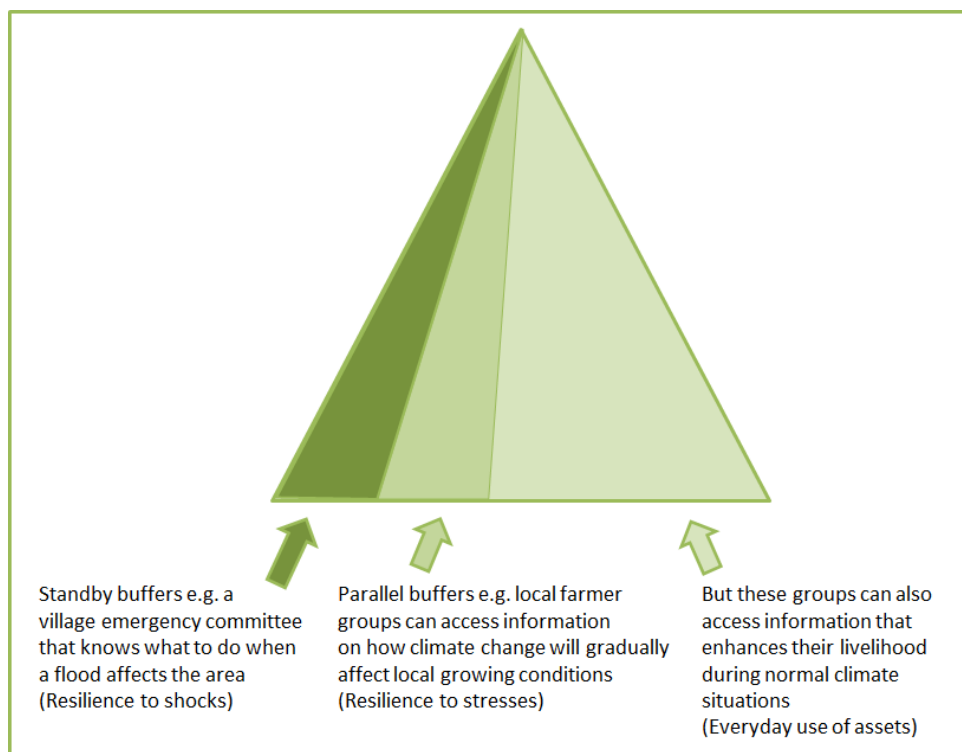 Standby buffers e.g. a
village emergency committee
that knows what to do when
a flood affects the area
(Resilience to shocks)
Parallel buffers e.g. local farmer
groups can access information
on how climate change will gradually
affect local growing conditions
(Resilience to stresses)
But these groups can also
access information that
enhances their livelihood
during normal climate
situations
(Everyday use of assets)